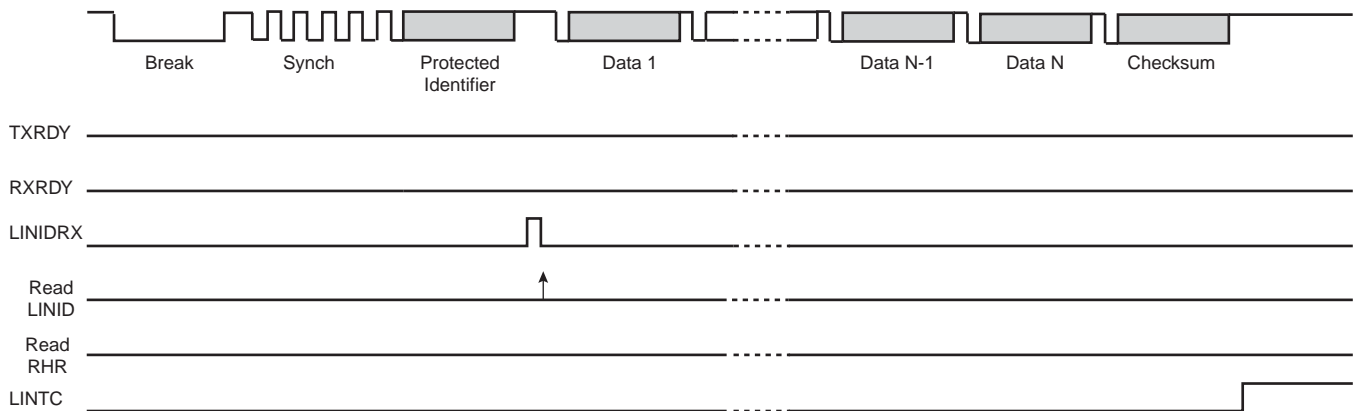 Break
Synch
Protected
Identifier
Data 1
Data N-1
Data N
Checksum
TXRDY
RXRDY
LINIDRX
Read
LINID
Read
RHR
LINTC